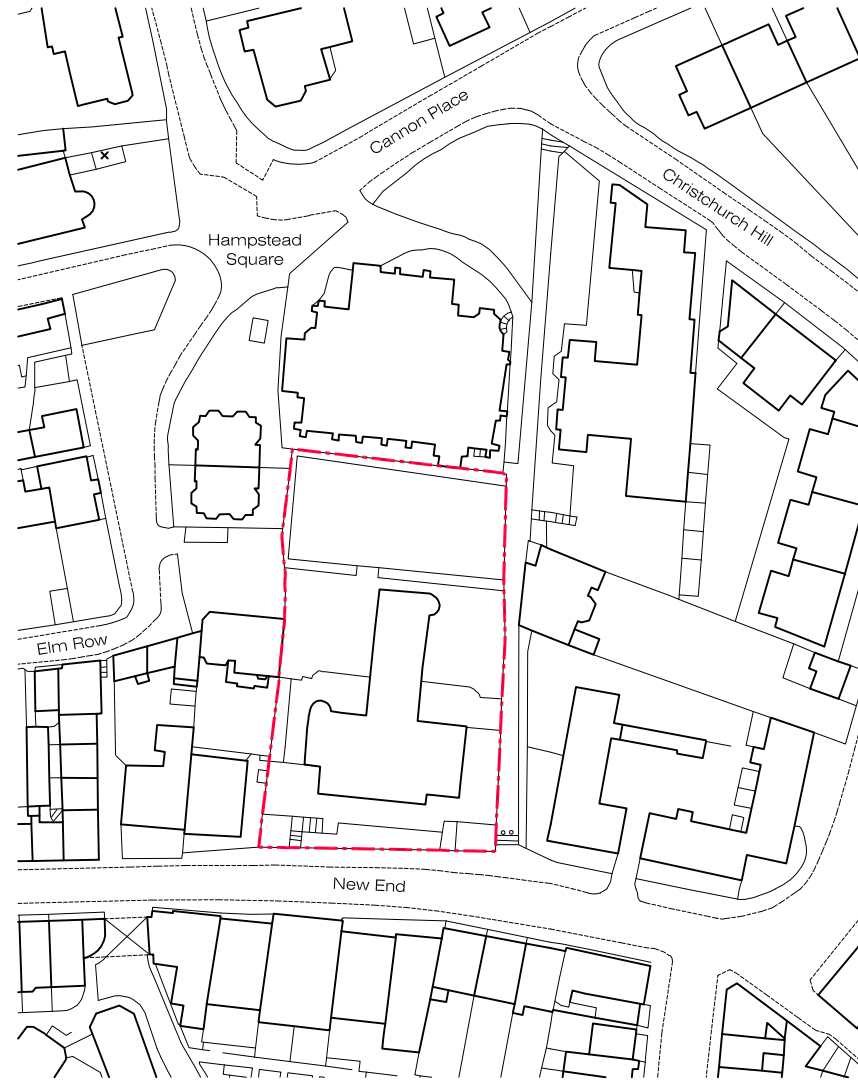 Cannon Place
Christchurch Hill
Hampstead
Square
Elm Row
New End